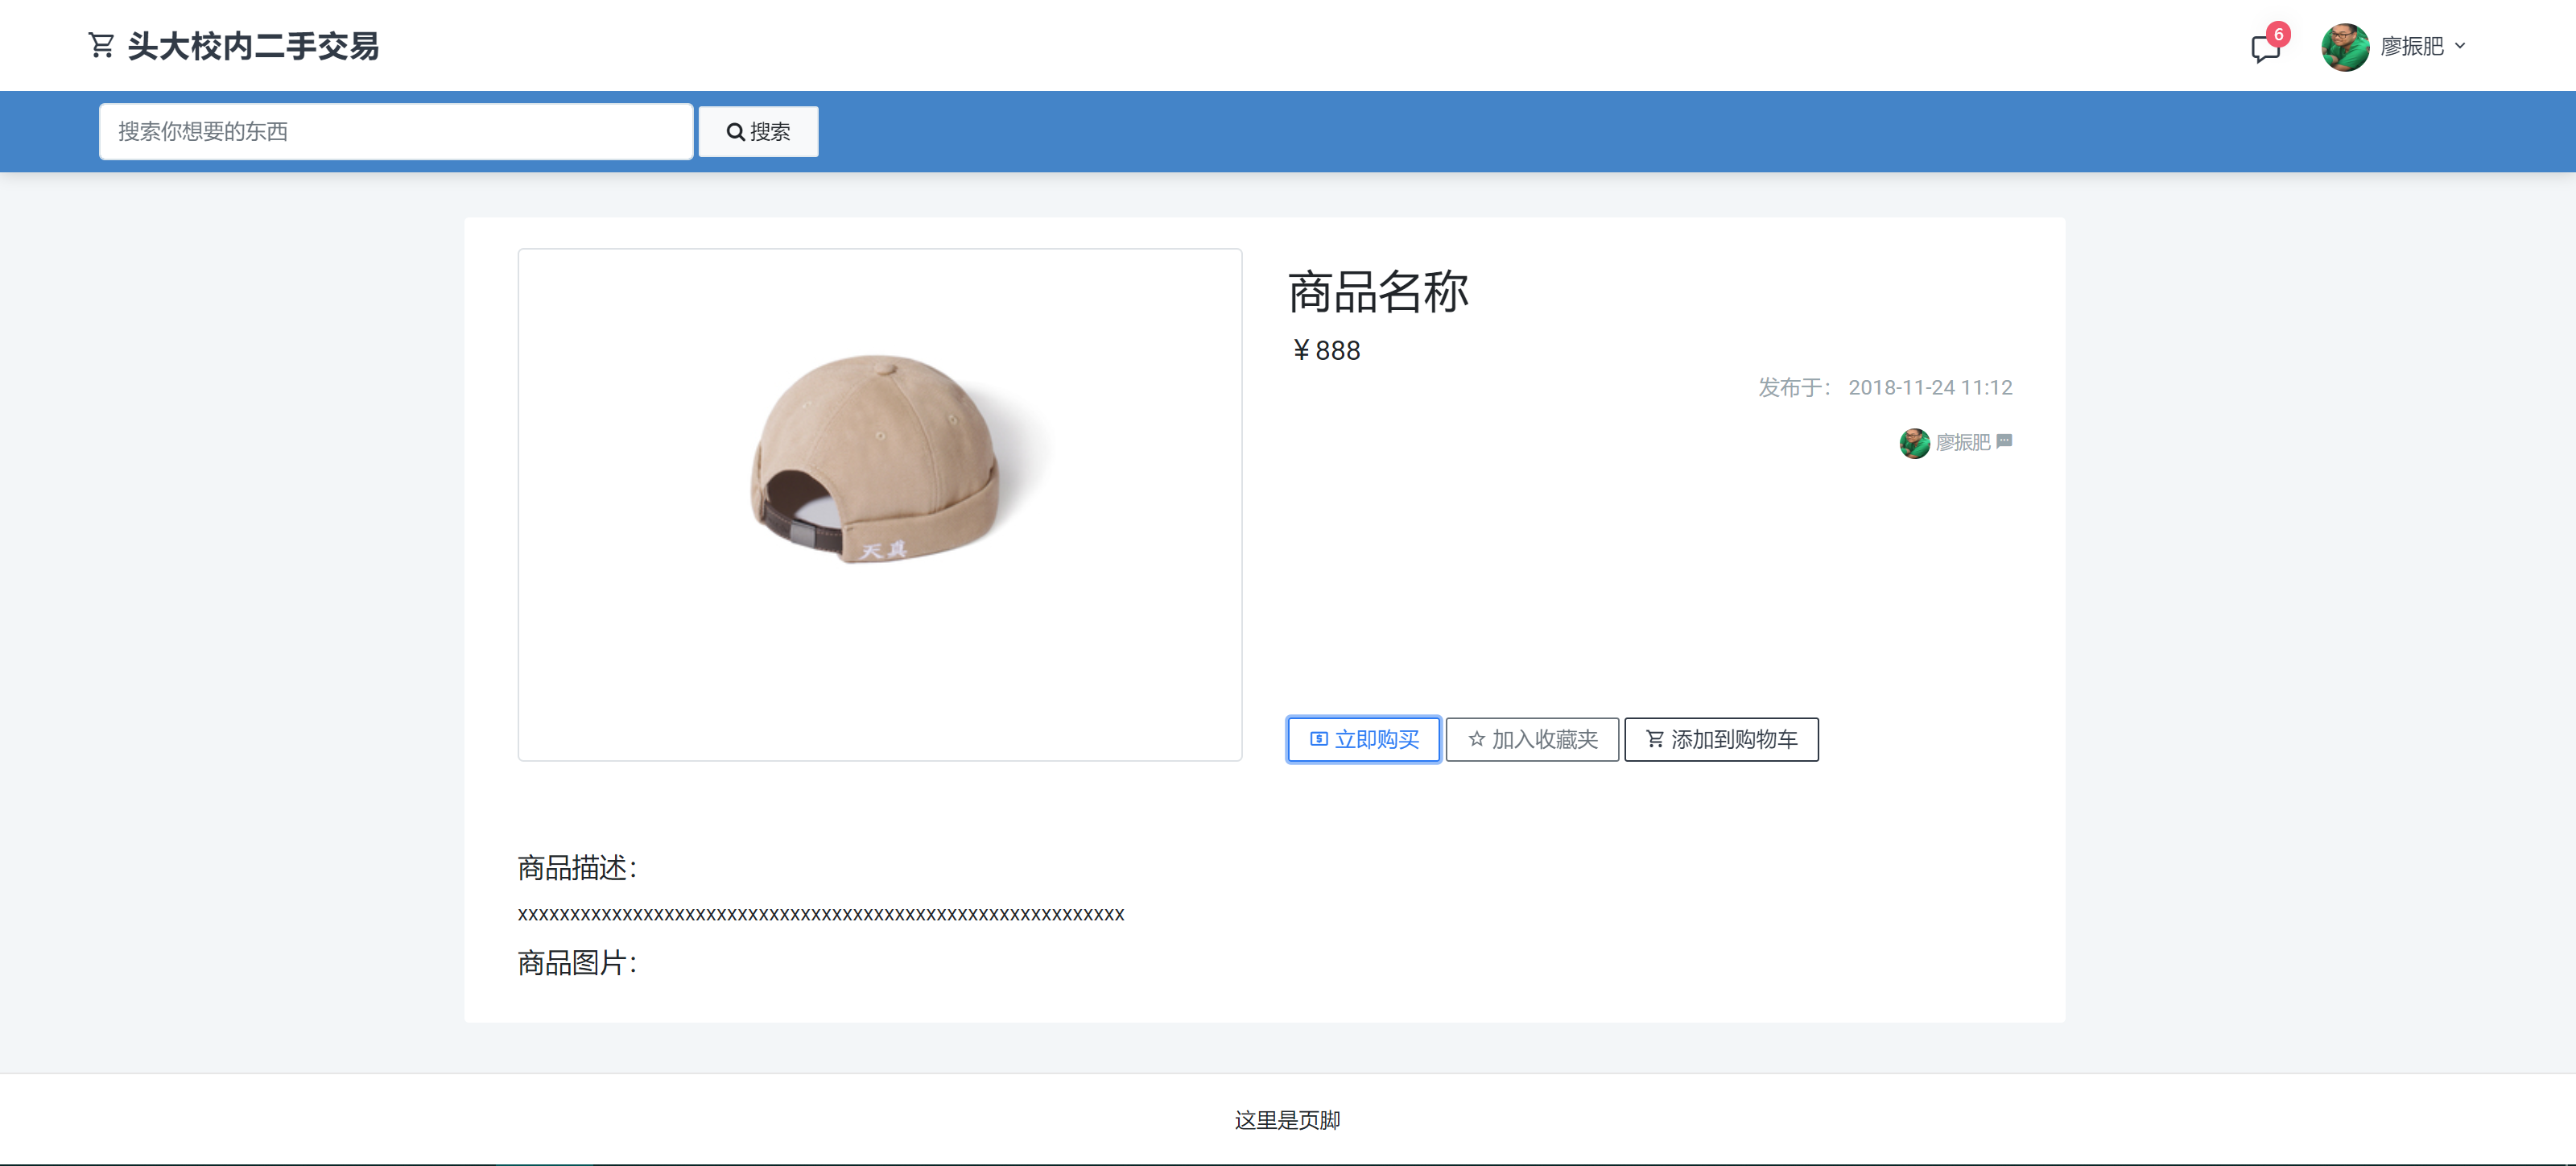 头大校内二手交易
6
廖振肥
搜索你想要的东西
搜索
商品名称
¥ 888
发布于： 2018-11-24 11:12
廖振肥
天真
立即购买
加入收藏夹
添加到购物车
商品描述：
xxxxxxxxxxxxxxxxxxxxxxxxxxxxxxxxxxxxxxxxxxxxxxxxxxxxxxxxxx
商品图片：
这里是页脚